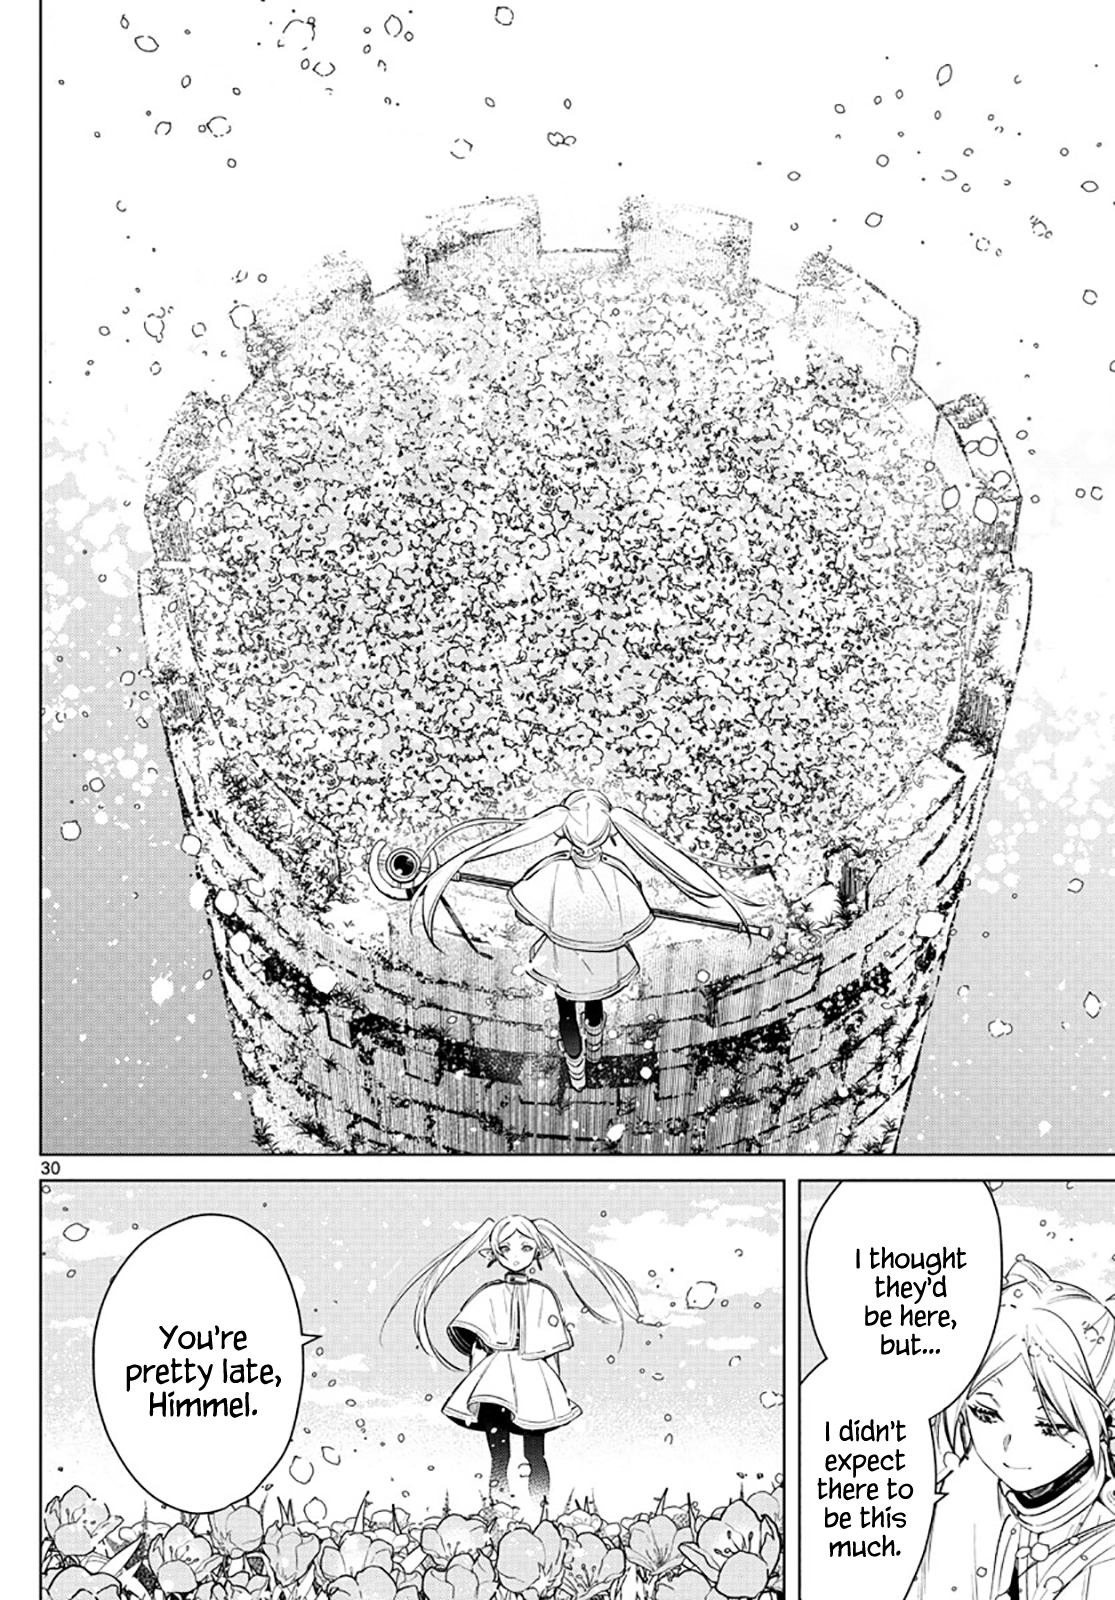 30
I thought
they'd
be here,
but...
I didn't
expect
there to
be this
much.
You're
pretty late,
Himmel.